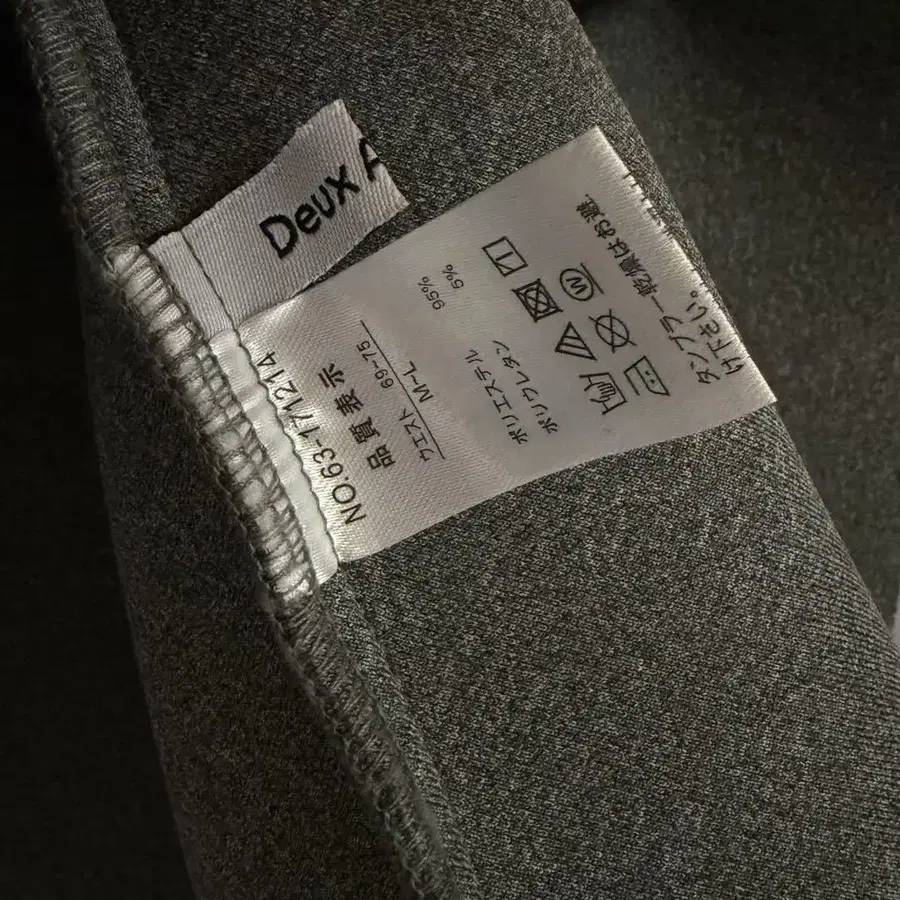 Deux A
NO.63-171214
品質表示
ウエスト 69~75
M~L
ポリエステル 95%
ポリウレタン 5%
W
タンブラー乾燥はお避
け下さい。